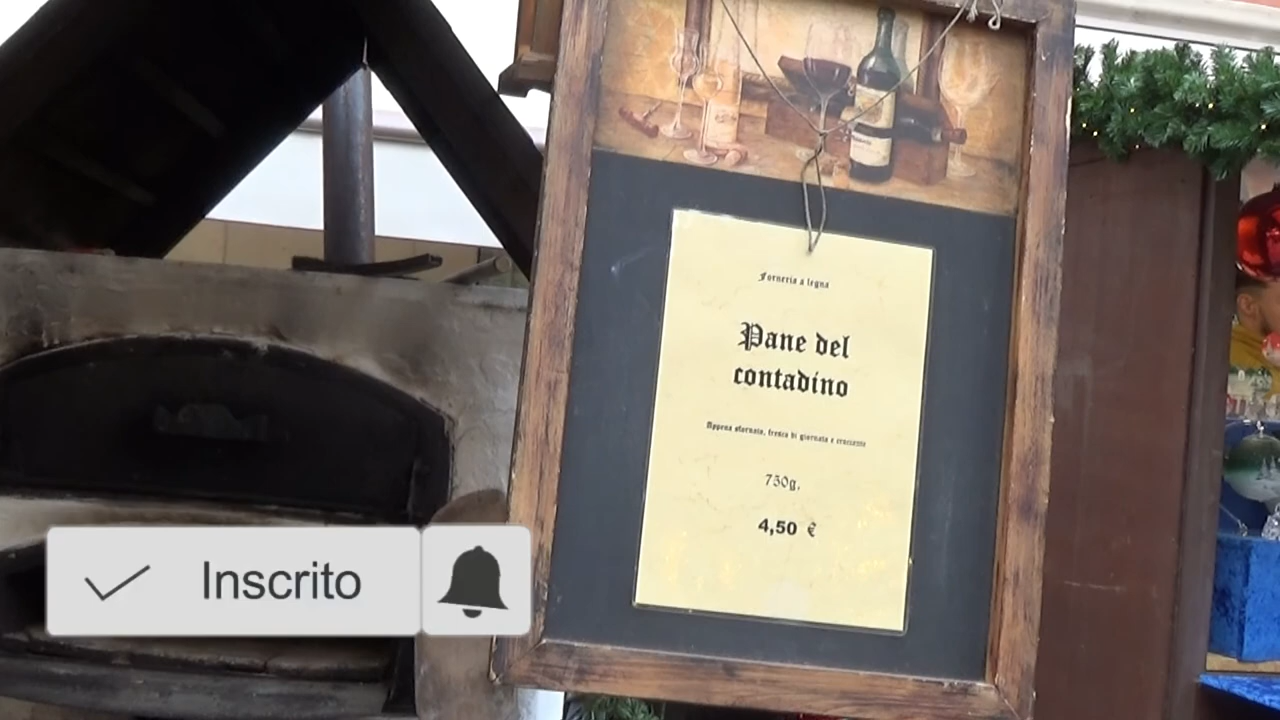 Forneria a legna
Pane del
contadino
Appena sfornato, fresco di giornata e croccante
750g,
4,50 €
Inscrito